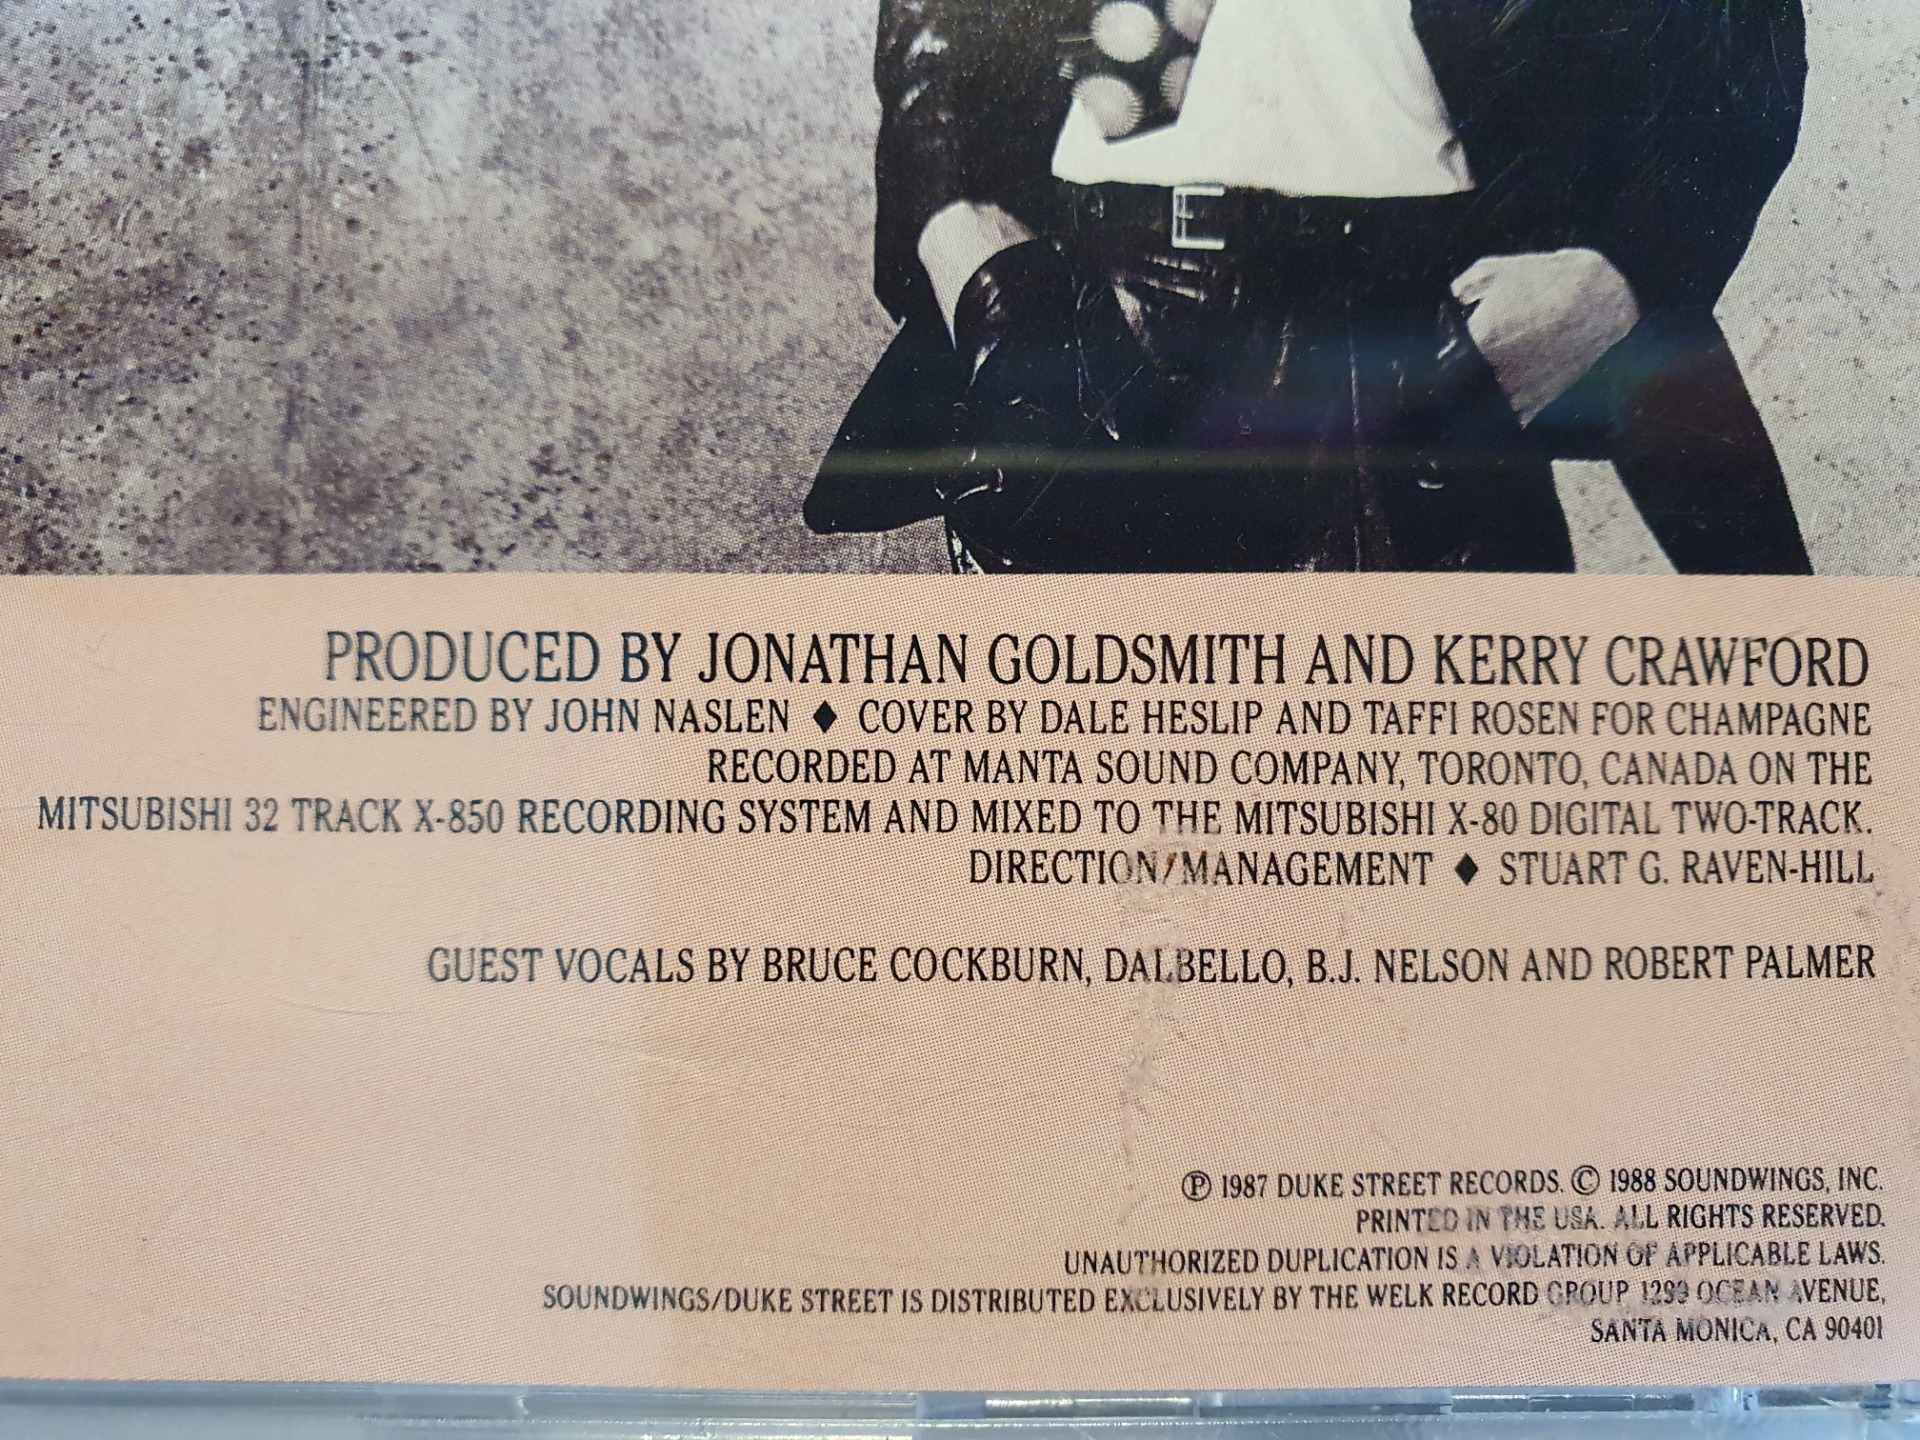 PRODUCED BY JONATHAN GOLDSMITH AND KERRY CRAWFORD
ENGINEERED BY JOHN NASLEN ♦ COVER BY DALE HESLIP AND TAFFI ROSEN FOR CHAMPAGNE
RECORDED AT MANTA SOUND COMPANY, TORONTO, CANADA ON THE
MITSUBISHI 32 TRACK X-850 RECORDING SYSTEM AND MIXED TO THE MITSUBISHI X-80 DIGITAL TWO-TRACK.
DIRECTION/MANAGEMENT ♦ STUART G. RAVEN-HILL
GUEST VOCALS BY BRUCE COCKBURN, DALBELLO, B.J. NELSON AND ROBERT PALMER
℗ 1987 DUKE STREET RECORDS. © 1988 SOUNDWINGS, INC.
PRINTED IN THE USA. ALL RIGHTS RESERVED.
UNAUTHORIZED DUPLICATION IS A VIOLATION OF APPLICABLE LAWS.
SOUNDWINGS/DUKE STREET IS DISTRIBUTED EXCLUSIVELY BY THE WELK RECORD GROUP 1299 OCEAN AVENUE,
SANTA MONICA, CA 90401